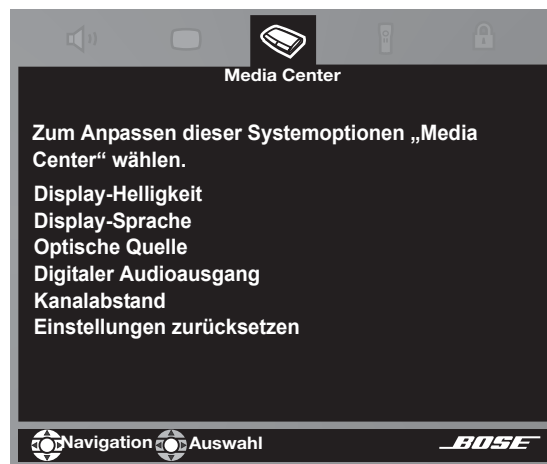 Media Center
Zum Anpassen dieser Systemoptionen „Media
Center“ wählen.
Display-Helligkeit
Display-Sprache
Optische Quelle
Digitaler Audioausgang
Kanalabstand
Einstellungen zurücksetzen
Navigation Auswahl BOSE